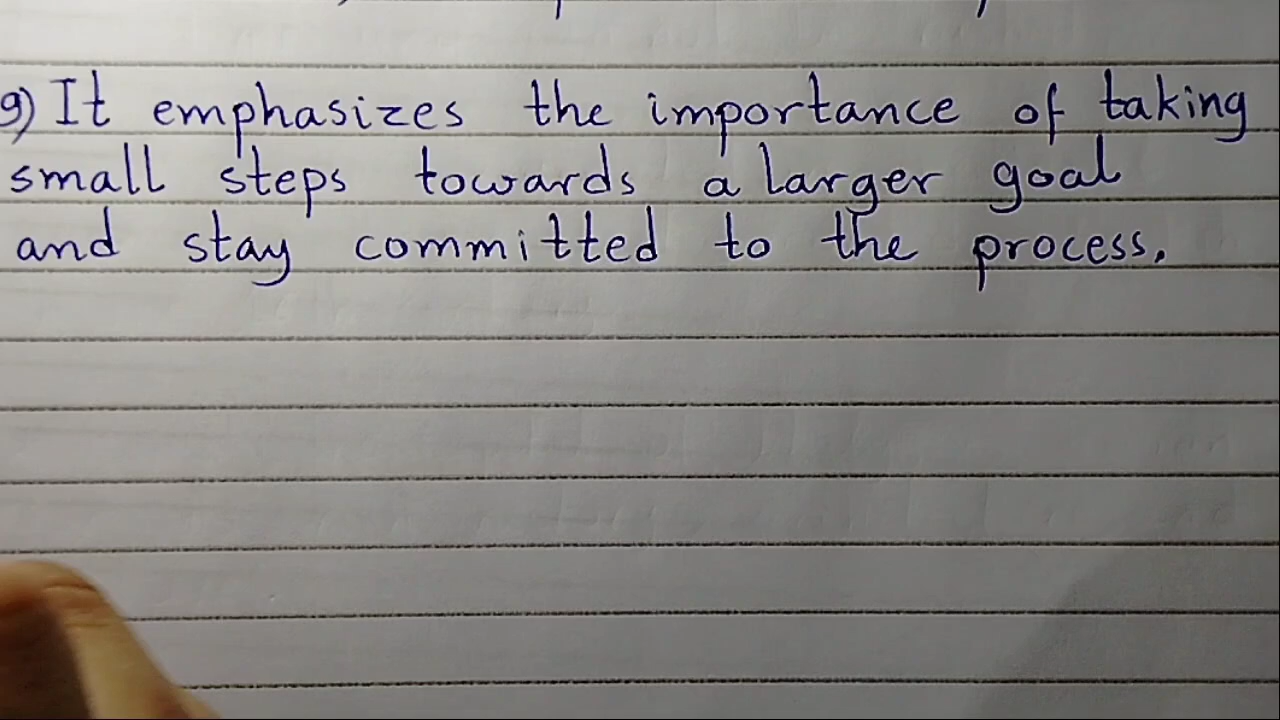 9) It emphasizes the importance of taking
small steps towards a larger goal
and stay committed to the process.